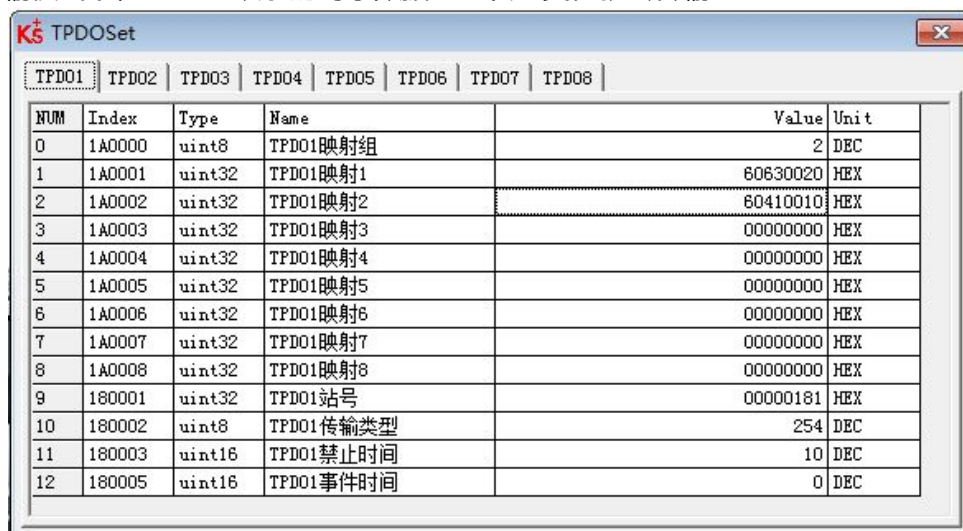 TPDOSet
TPDO1 TPDO2 TPDO3 TPDO4 TPDO5 TPDO6 TPDO7 TPDO8
NUM Index Type Name Value Unit
0 1A0000 uint8 TPDO1映射组 2 DEC
1 1A0001 uint32 TPDO1映射1 60630020 HEX
2 1A0002 uint32 TPDO1映射2 60410010 HEX
3 1A0003 uint32 TPDO1映射3 00000000 HEX
4 1A0004 uint32 TPDO1映射4 00000000 HEX
5 1A0005 uint32 TPDO1映射5 00000000 HEX
6 1A0006 uint32 TPDO1映射6 00000000 HEX
7 1A0007 uint32 TPDO1映射7 00000000 HEX
8 1A0008 uint32 TPDO1映射8 00000000 HEX
9 180001 uint32 TPDO1站号 00000181 HEX
10 180002 uint8 TPDO1传输类型 254 DEC
11 180003 uint16 TPDO1禁止时间 10 DEC
12 180005 uint16 TPDO1事件时间 0 DEC